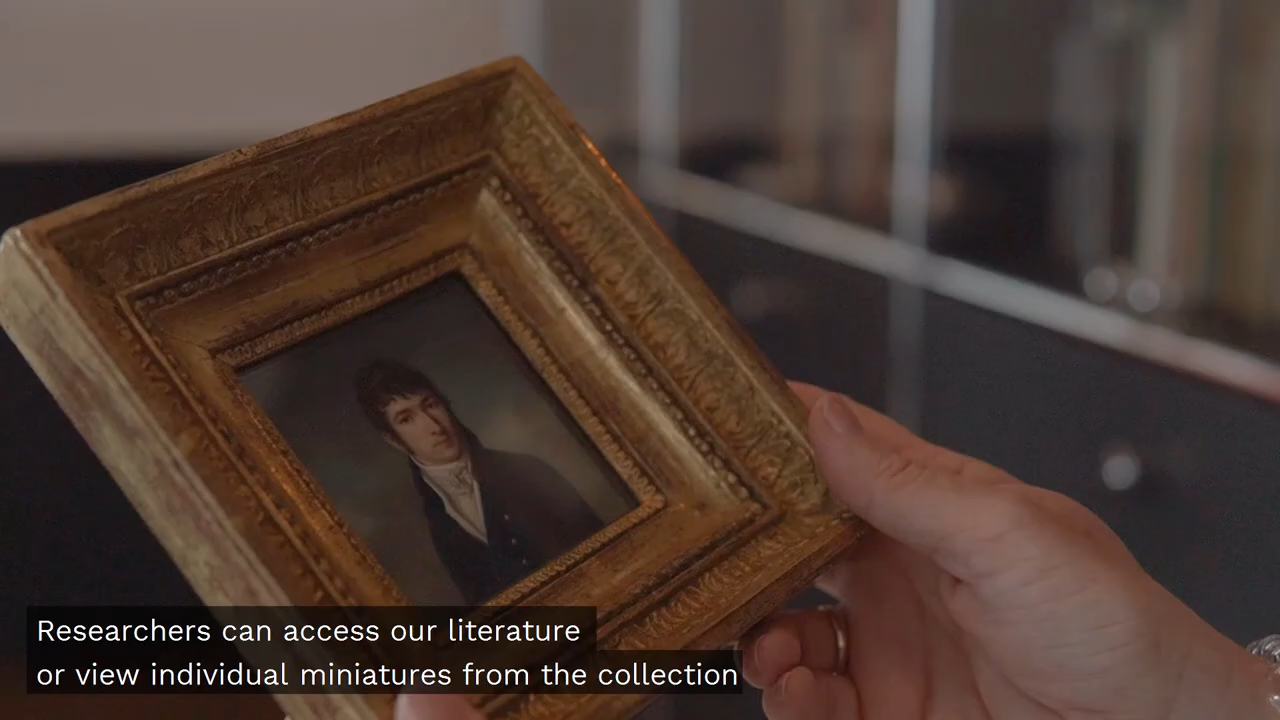 Researchers can access our literature
or view individual miniatures from the collection